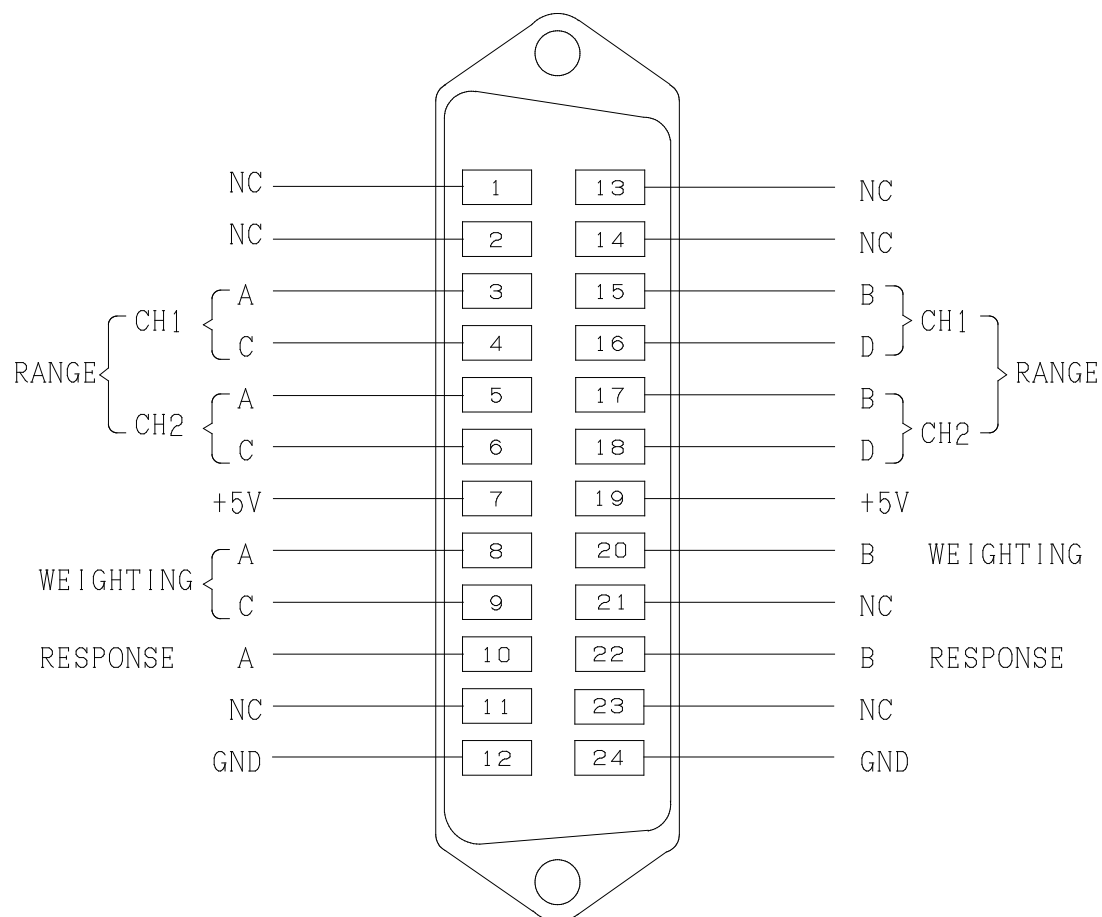 NC 1 13 NC
NC 2 14 NC
A 3 15 B
CH1 CH1
C 4 16 D
RANGE RANGE
A 5 17 B
CH2 CH2
C 6 18 D
+5V 7 19 +5V
A 8 20 B WEIGHTING
WEIGHTING
C 9 21 NC
RESPONSE A 10 22 B RESPONSE
NC 11 23 NC
GND 12 24 GND